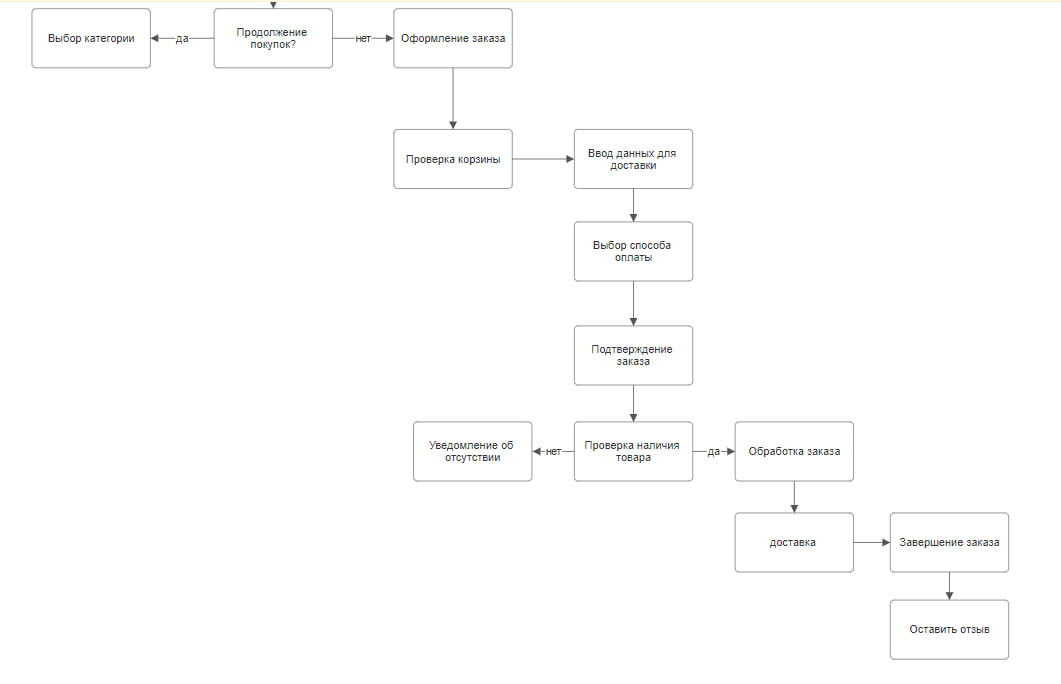 Выбор категории
да
Продолжение
покупок?
нет
Оформление заказа
Проверка корзины
Ввод данных для
доставки
Выбор способа
оплаты
Подтверждение
заказа
Уведомление об
отсутствии
нет
Проверка наличия
товара
да
Обработка заказа
доставка
Завершение заказа
Оставить отзыв